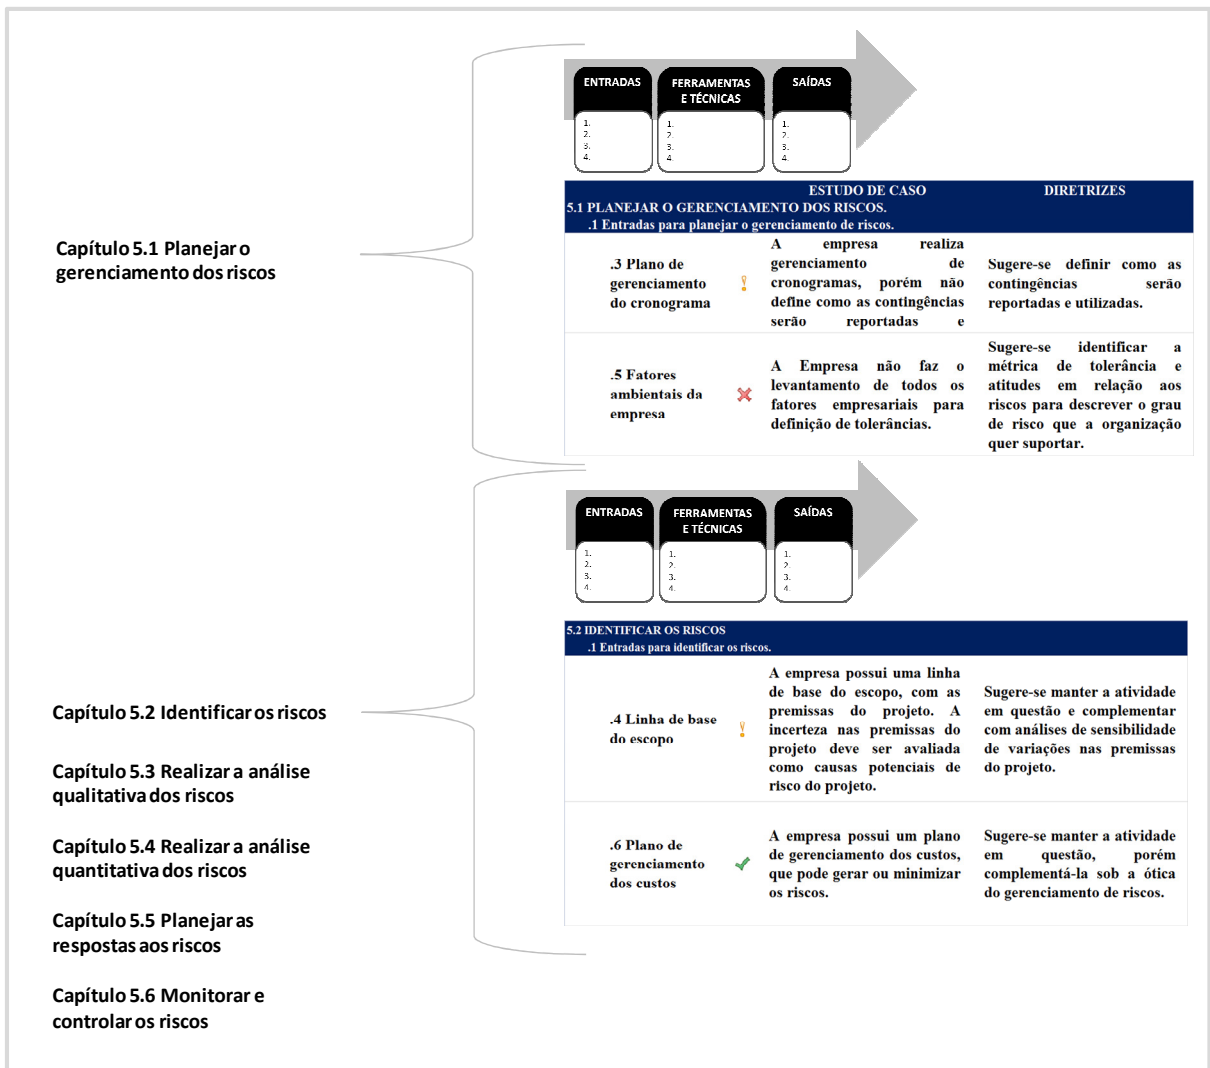 Capítulo 5.1 Planejar o
gerenciamento dos riscos
ENTRADAS
1.
2.
3.
4.
FERRAMENTAS
E TÉCNICAS
1.
2.
3.
4.
SAÍDAS
1.
2.
3.
4.
ESTUDO DE CASO
DIRETRIZES
5.1 PLANEJAR O GERENCIAMENTO DOS RISCOS.
.1 Entradas para planejar o gerenciamento de riscos.
.3 Plano de
gerenciamento
do cronograma
A empresa realiza
gerenciamento de
cronogramas, porém não
define como as contingências
serão reportadas e
Sugere-se definir como as
contingências serão
reportadas e utilizadas.
.5 Fatores
ambientais da
empresa
A Empresa não faz o
levantamento de todos os
fatores empresariais para
definição de tolerâncias.
Sugere-se identificar a
métrica de tolerância e
atitudes em relação aos
riscos para descrever o grau
de risco que a organização
quer suportar.
ENTRADAS
1.
2.
3.
4.
FERRAMENTAS
E TÉCNICAS
1.
2.
3.
4.
SAÍDAS
1.
2.
3.
4.
5.2 IDENTIFICAR OS RISCOS
.1 Entradas para identificar os riscos.
.4 Linha de base
do escopo
A empresa possui uma linha
de base do escopo, com as
premissas do projeto. A
incerteza nas premissas do
projeto deve ser avaliada
como causas potenciais de
risco do projeto.
Sugere-se manter a atividade
em questão e complementar
com análises de sensibilidade
de variações nas premissas
do projeto.
.6 Plano de
gerenciamento
dos custos
A empresa possui um plano
de gerenciamento dos custos,
que pode gerar ou minimizar
os riscos.
Sugere-se manter a atividade
em questão, porém
complementá-la sob a ótica
do gerenciamento de riscos.
Capítulo 5.2 Identificar os riscos
Capítulo 5.3 Realizar a análise
qualitativa dos riscos
Capítulo 5.4 Realizar a análise
quantitativa dos riscos
Capítulo 5.5 Planejar as
respostas aos riscos
Capítulo 5.6 Monitorar e
controlar os riscos